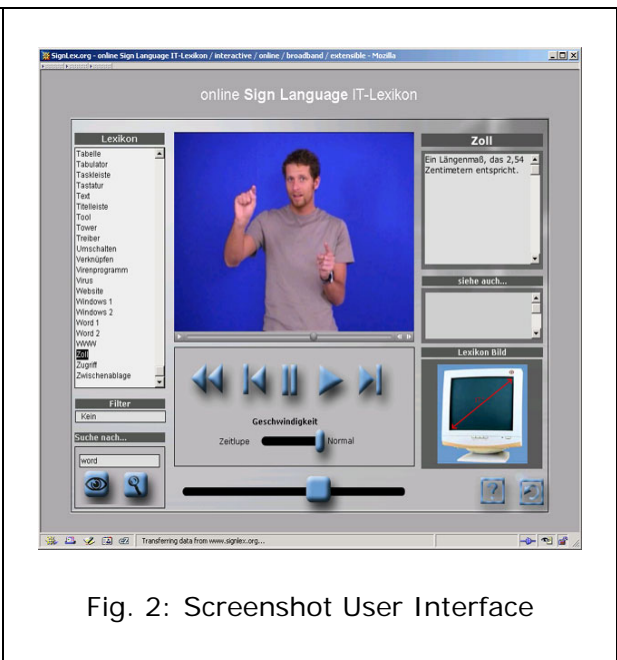 SignLex.org - online Sign Language IT-Lexikon / interactive / online / broadband / extensible - Mozilla
online Sign Language IT-Lexikon
Lexikon
Tabelle
Tabulator
Taskleiste
Tastatur
Text
Titelleiste
Tool
Tower
Treiber
Umschalten
Verknüpfen
Virenprogramm
Virus
Website
Windows 1
Windows 2
Word 1
Word 2
WWW
Zoll
Zugriff
Zwischenablage
Filter
Kein
Suche nach...
word
Geschwindigkeit
Zeitlupe Normal
Zoll
Ein Längenmaß, das 2,54
Zentimetern entspricht.
siehe auch...
Lexikon Bild
?
Transferring data from www.signlex.org...
Fig. 2: Screenshot User Interface